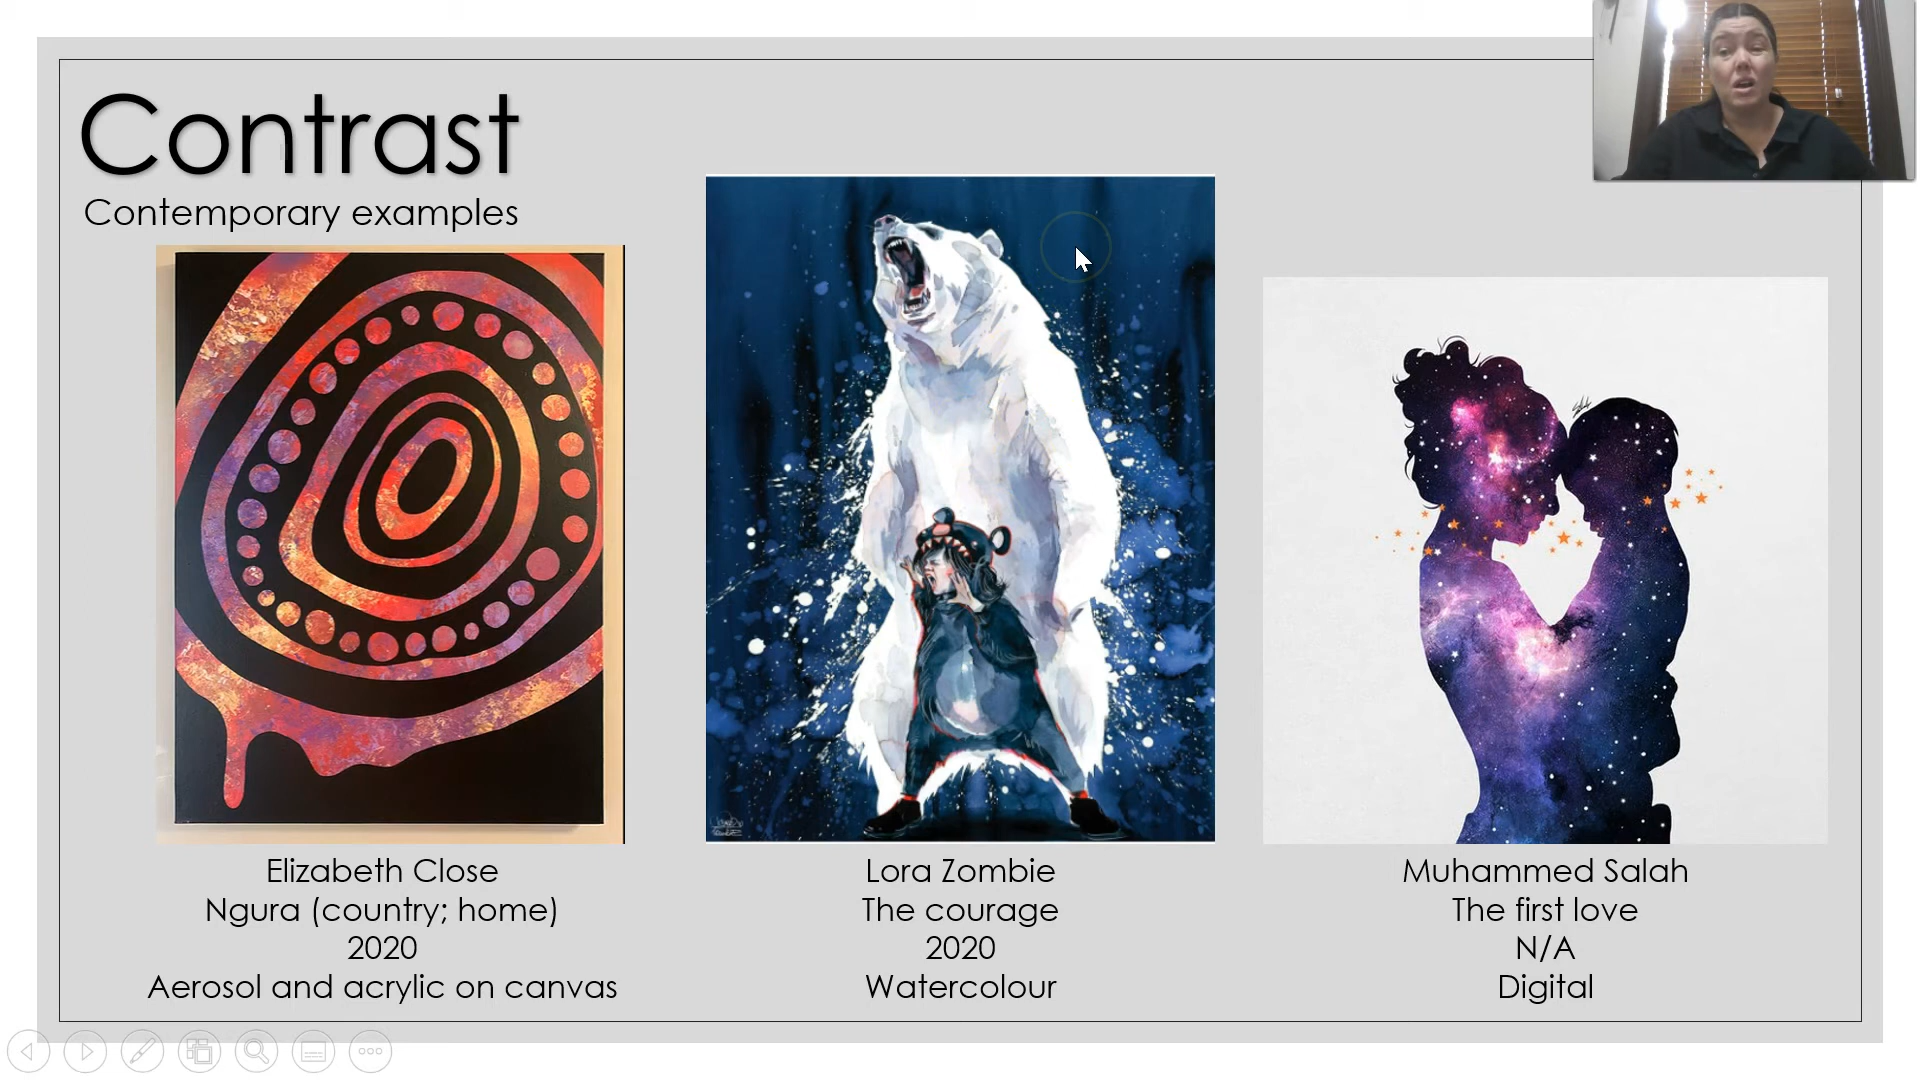 Contrast
Contemporary examples
Elizabeth Close
Ngura (country; home)
2020
Aerosol and acrylic on canvas
Lora Zombie
The courage
2020
Watercolour
Muhammed Salah
The first love
N/A
Digital